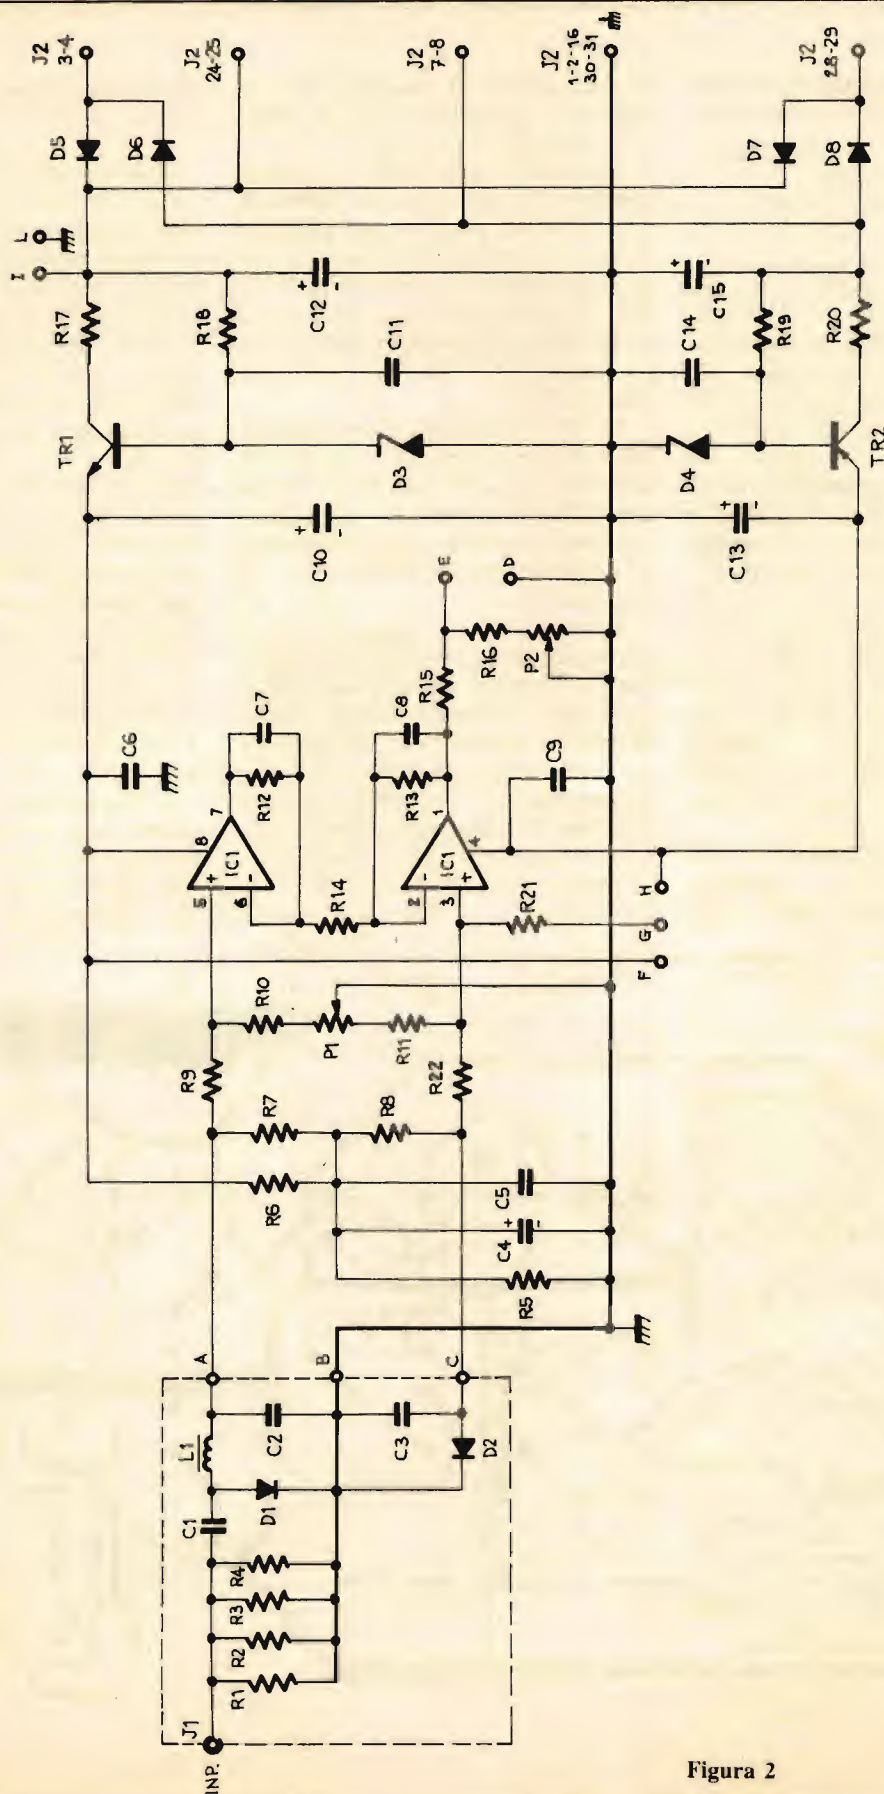 J2
3-4
J2
24-25
J2
7-8
J2
1-2-16
30-31
J2
28-29
D5
D6
D7
D8
I
L
R17
R18
C12
+
-
C11
+
-
C15
C14
R19
R20
TR1
D3
D4
TR2
C10
+
-
C13
+
-
E
D
R16
P2
R15
C6
C7
R12
C8
R13
C9
7
8
IC1
+
-
5
6
1
4
IC1
-
+
2
3
R14
R21
H
G
F
R10
P1
R11
R9
R22
R7
R8
R6
C5
C4
+
-
R5
A
B
C
L1
C2
C3
D1
D2
C1
R4
R3
R2
R1
J1
INP.
Figura 2